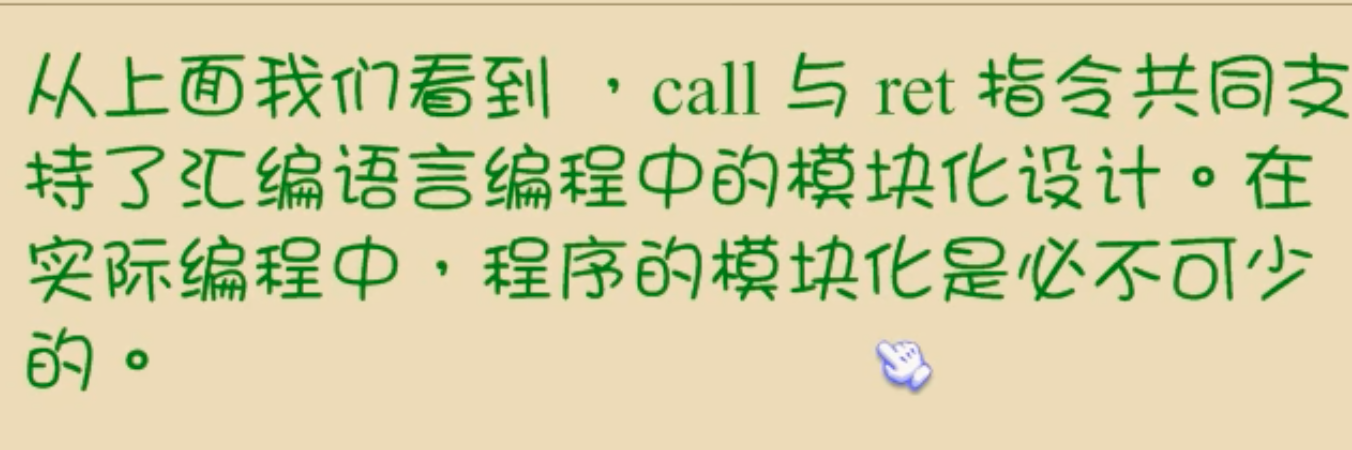 从上面我们看到 ，call 与 ret 指令共同支
持了汇编语言编程中的模块化设计。在
实际编程中，程序的模块化是必不可少
的。